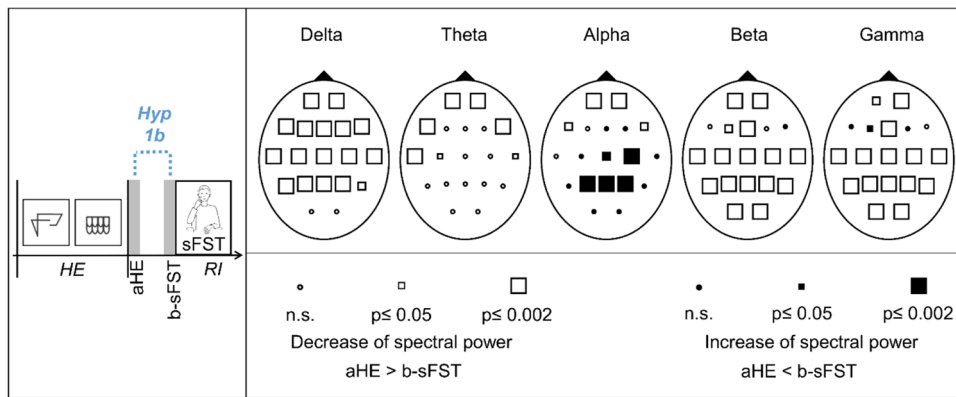 Hyp
1b
sFST
HE
RI
aHE
b-sFST
Delta
Theta
Alpha
Beta
Gamma
n.s.
p≤ 0.05
p≤ 0.002
Decrease of spectral power
aHE > b-sFST
n.s.
p≤ 0.05
p≤ 0.002
Increase of spectral power
aHE < b-sFST